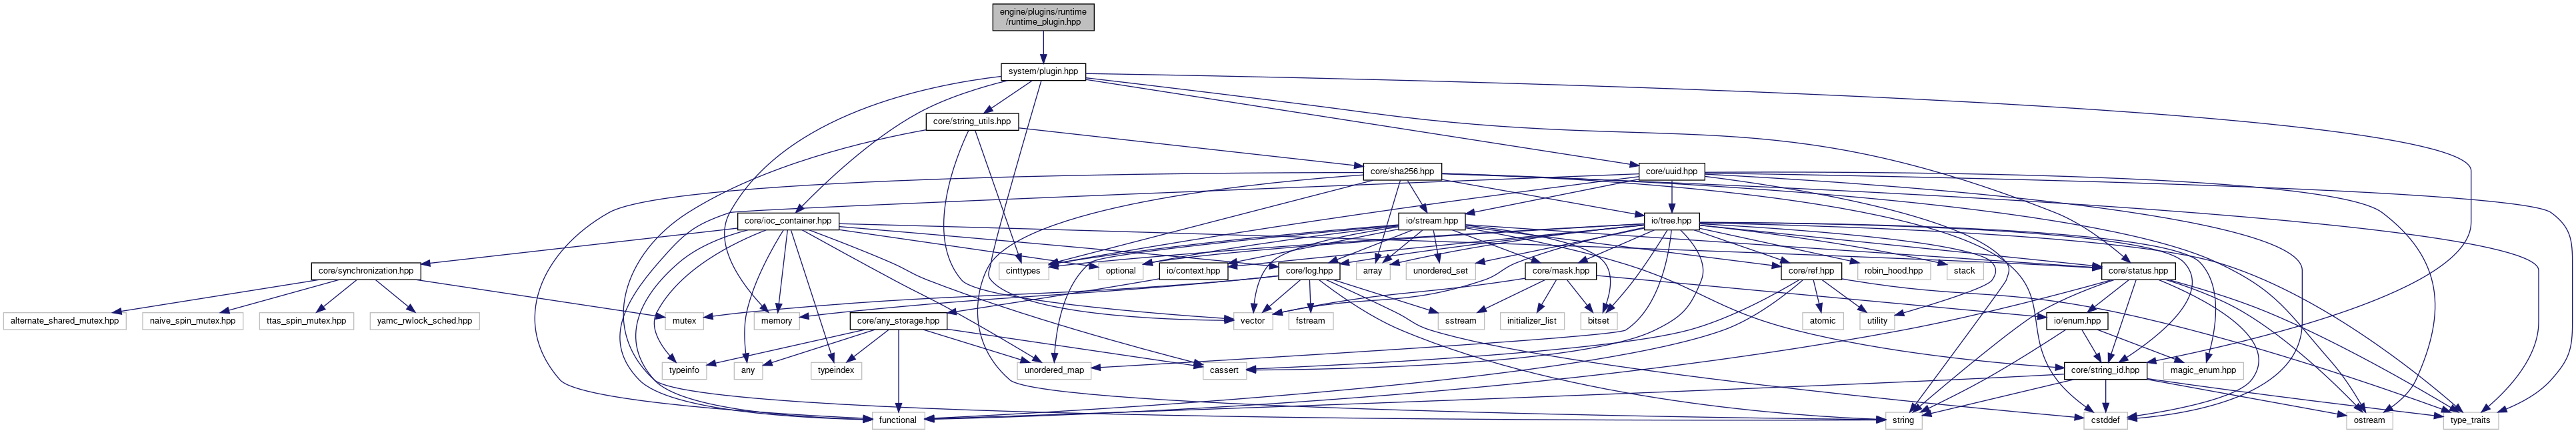 engine/plugins/runtime
/runtime_plugin.hpp
system/plugin.hpp
core/string_utils.hpp
core/sha256.hpp
core/uuid.hpp
core/ioc_container.hpp
io/stream.hpp
io/tree.hpp
core/synchronization.hpp
cinttypes
optional
io/context.hpp
core/log.hpp
array
unordered_set
core/mask.hpp
core/ref.hpp
robin_hood.hpp
stack
core/status.hpp
alternate_shared_mutex.hpp
naive_spin_mutex.hpp
ttas_spin_mutex.hpp
yamc_rwlock_sched.hpp
mutex
memory
core/any_storage.hpp
vector
fstream
sstream
initializer_list
bitset
atomic
utility
io/enum.hpp
typeinfo
any
typeindex
unordered_map
cassert
core/string_id.hpp
magic_enum.hpp
functional
string
cstddef
ostream
type_traits